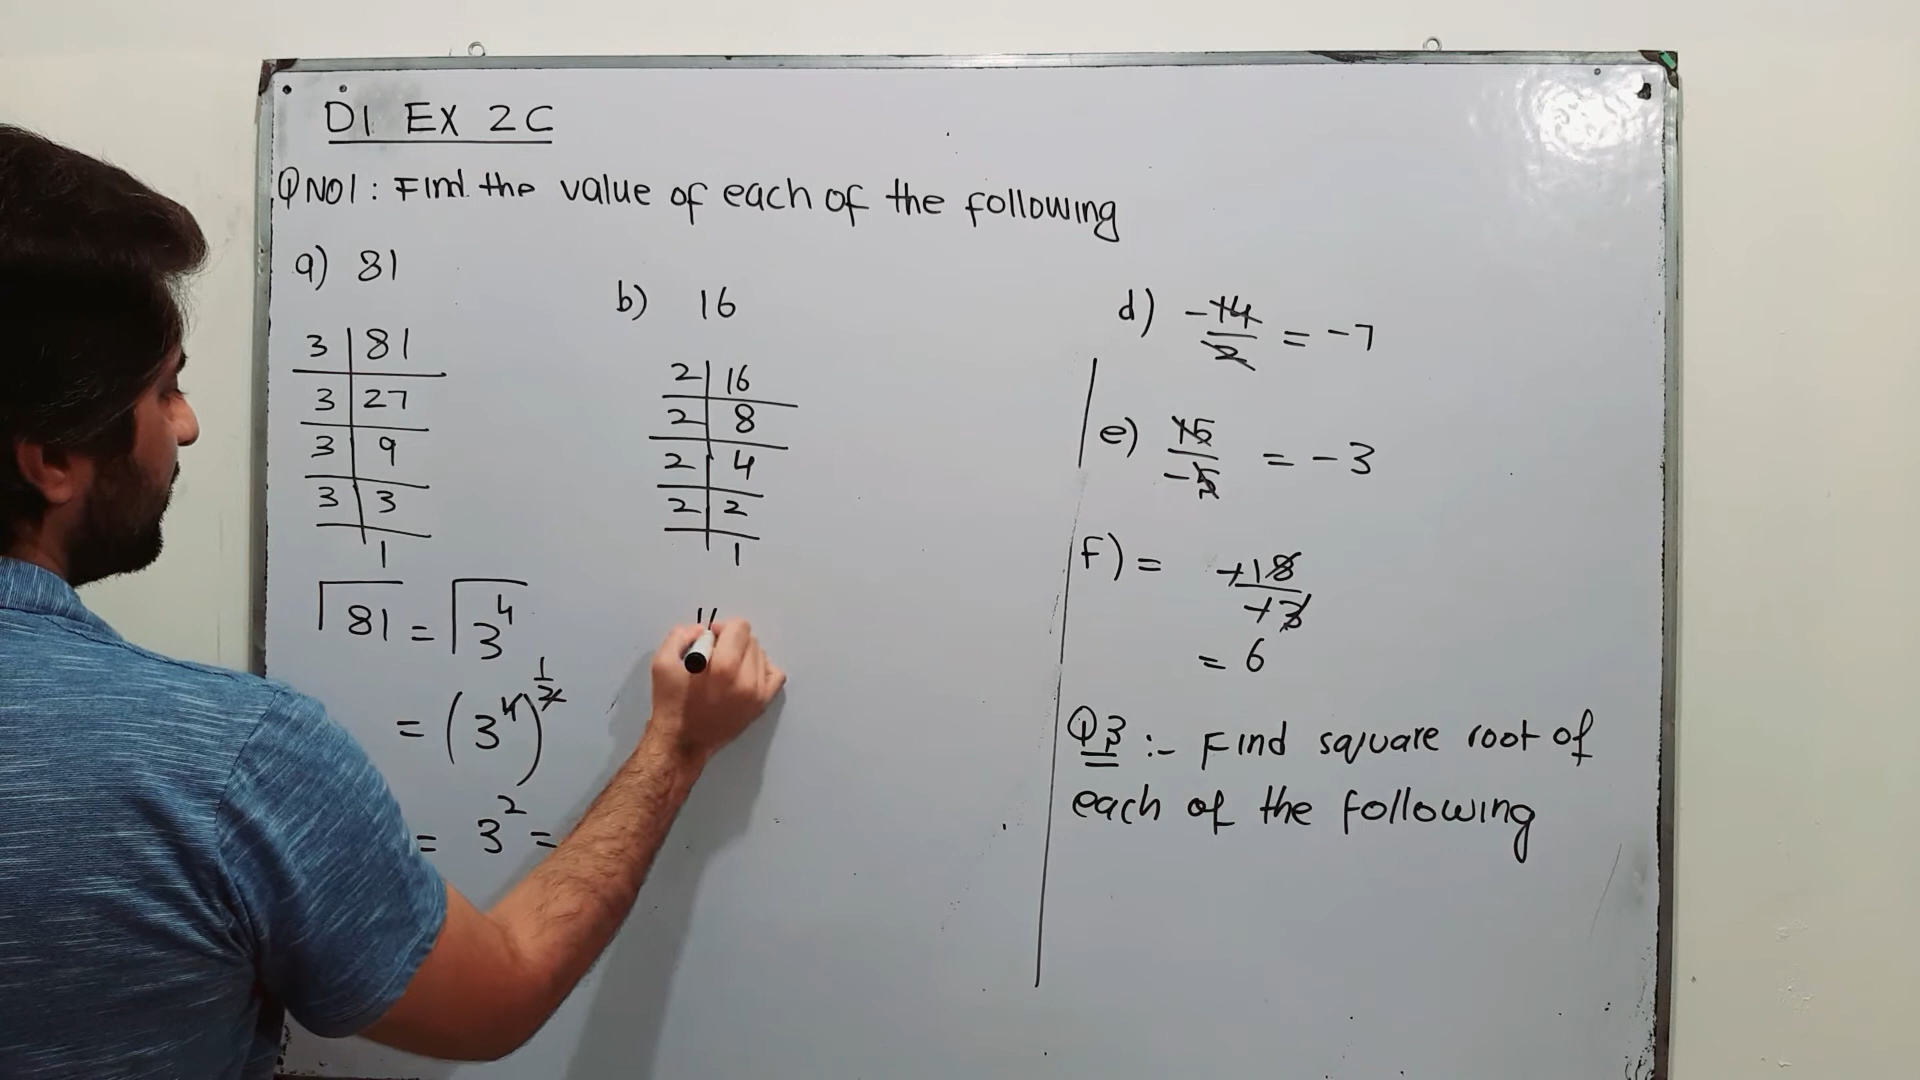 D1 EX 2C
QNO1: Find the value of each of the following
a) 81
3 | 81
3 | 27
3 | 9
3 | 3
1
√81 = √3⁴
= (3⁴)^1/2
= 3² =
b) 16
2 | 16
2 | 8
2 | 4
2 | 2
1
d) -14/2 = -7
e) 15/-5 = -3
F) = +18/+3
= 6
Q3 :- Find square root of
each of the following